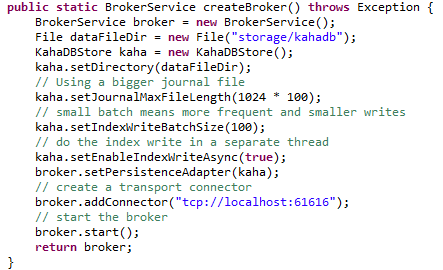 public static BrokerService createBroker() throws Exception {
    BrokerService broker = new BrokerService();
    File dataFileDir = new File("storage/kahadb");
    KahaDBStore kaha = new KahaDBStore();
    kaha.setDirectory(dataFileDir);
    // Using a bigger journal file
    kaha.setJournalMaxFileLength(1024 * 100);
    // small batch means more frequent and smaller writes
    kaha.setIndexWriteBatchSize(100);
    // do the index write in a separate thread
    kaha.setEnableIndexWriteAsync(true);
    broker.setPersistenceAdapter(kaha);
    // create a transport connector
    broker.addConnector("tcp://localhost:61616");
    // start the broker
    broker.start();
    return broker;
}